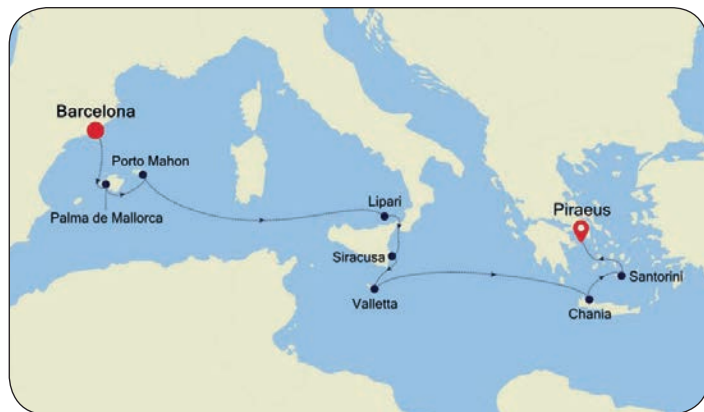 Barcelona
Porto Mahon
Palma de Mallorca
Lipari
Piraeus
Siracusa
Santorini
Valletta
Chania